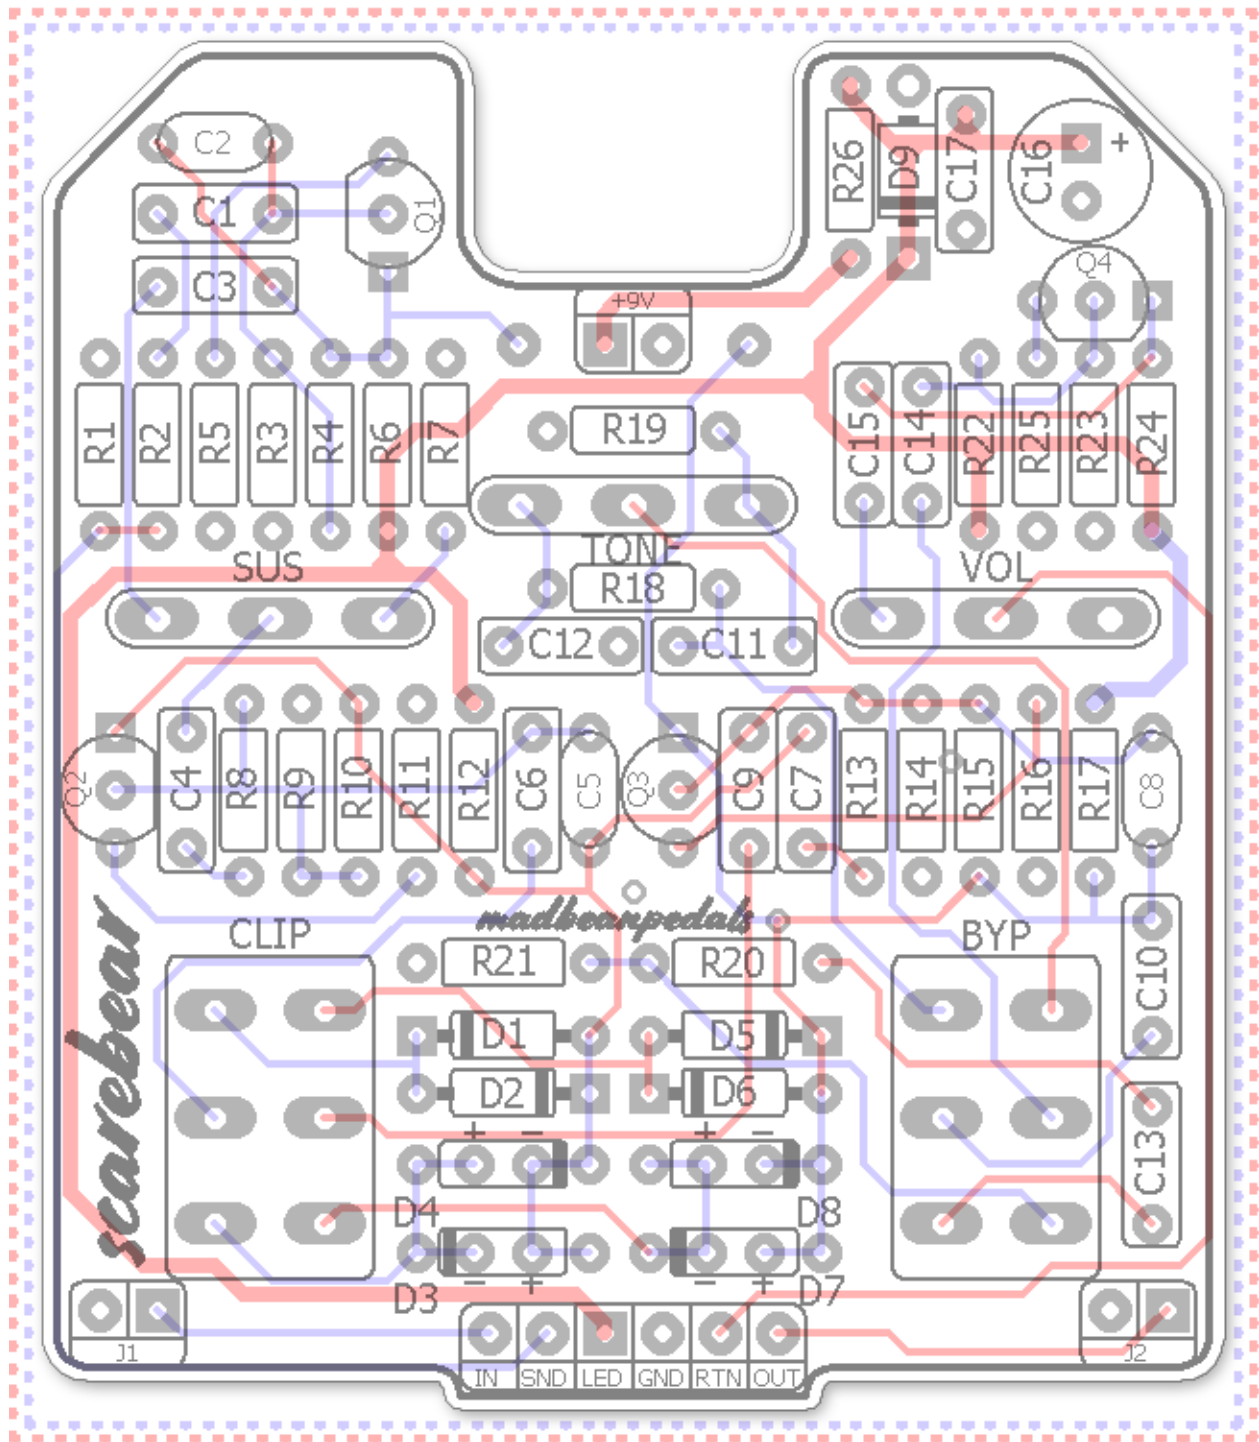 C2
C1
Q1
C3
R26
D9
C17
C16
+
Q4
+9V
R1
R2
R5
R3
R4
R6
R7
R19
C15
C14
R22
R25
R23
R24
SUS
TONE
VOL
R18
C12
C11
Q2
C4
R8
R9
R10
R11
R12
C6
C5
Q3
C9
C7
R13
R14
R15
R16
R17
C8
madbeanpedals
CLIP
BYP
R21
R20
C10
scarebear
D1
D5
D2
D6
+ -
+ -
C13
D4
D8
- +
- +
D3
D7
J1
J2
IN SND LED GND RTN OUT